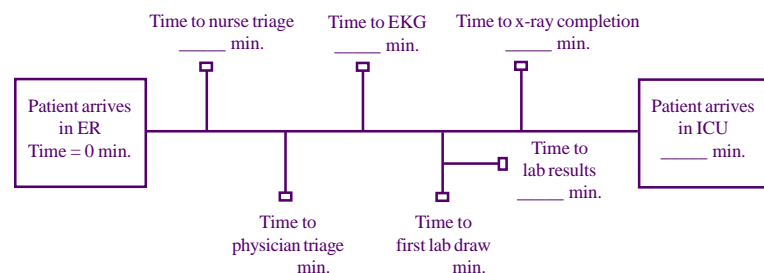 Time to nurse triage
_____ min.
Time to EKG
_____ min.
Time to x-ray completion
_____ min.
Patient arrives
in ER
Time = 0 min.
Patient arrives
in ICU
_____ min.
Time to
lab results
_____ min.
Time to
physician triage
min.
Time to
first lab draw
min.